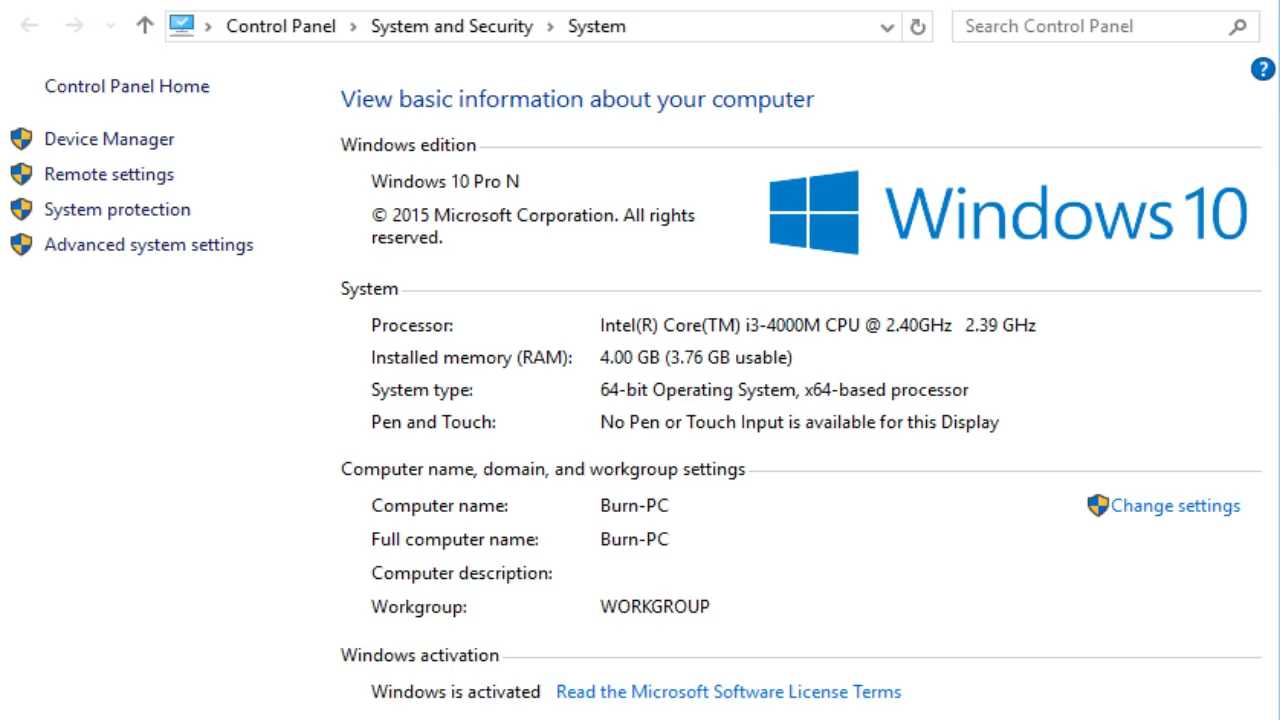 Control Panel › System and Security › System
Search Control Panel
?
Control Panel Home
Device Manager
Remote settings
System protection
Advanced system settings
View basic information about your computer
Windows edition
Windows 10 Pro N
© 2015 Microsoft Corporation. All rights
reserved.
Windows 10
System
Processor: Intel(R) Core(TM) i3-4000M CPU @ 2.40GHz 2.39 GHz
Installed memory (RAM): 4.00 GB (3.76 GB usable)
System type: 64-bit Operating System, x64-based processor
Pen and Touch: No Pen or Touch Input is available for this Display
Computer name, domain, and workgroup settings
Computer name: Burn-PC Change settings
Full computer name: Burn-PC
Computer description:
Workgroup: WORKGROUP
Windows activation
Windows is activated Read the Microsoft Software License Terms